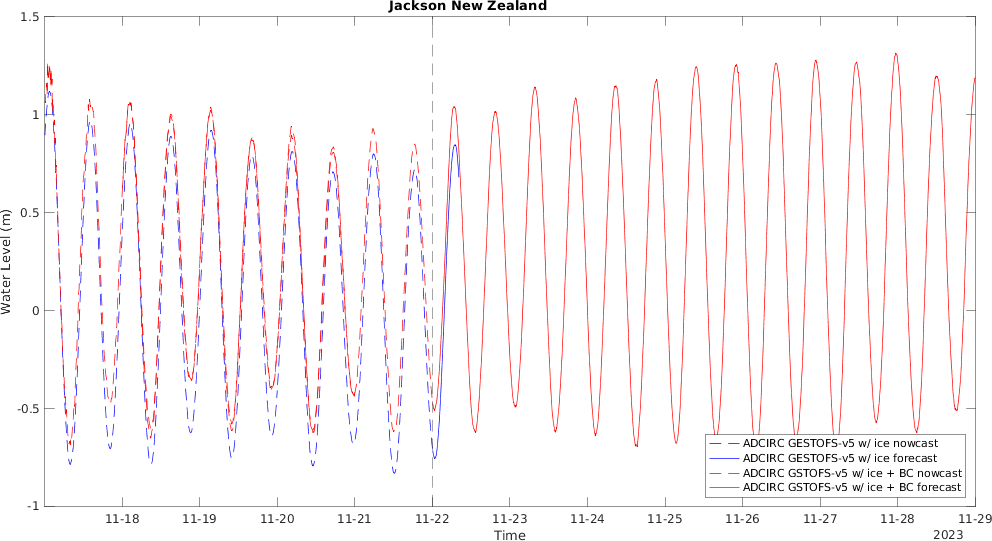 Jackson New Zealand
1.5
1
0.5
0
-0.5
-1
Water Level (m)
11-18
11-19
11-20
11-21
11-22
11-23
11-24
11-25
11-26
11-27
11-28
11-29
Time
2023
ADCIRC GESTOFS-v5 w/ ice nowcast
ADCIRC GESTOFS-v5 w/ ice forecast
ADCIRC GSTOFS-v5 w/ ice + BC nowcast
ADCIRC GSTOFS-v5 w/ ice + BC forecast